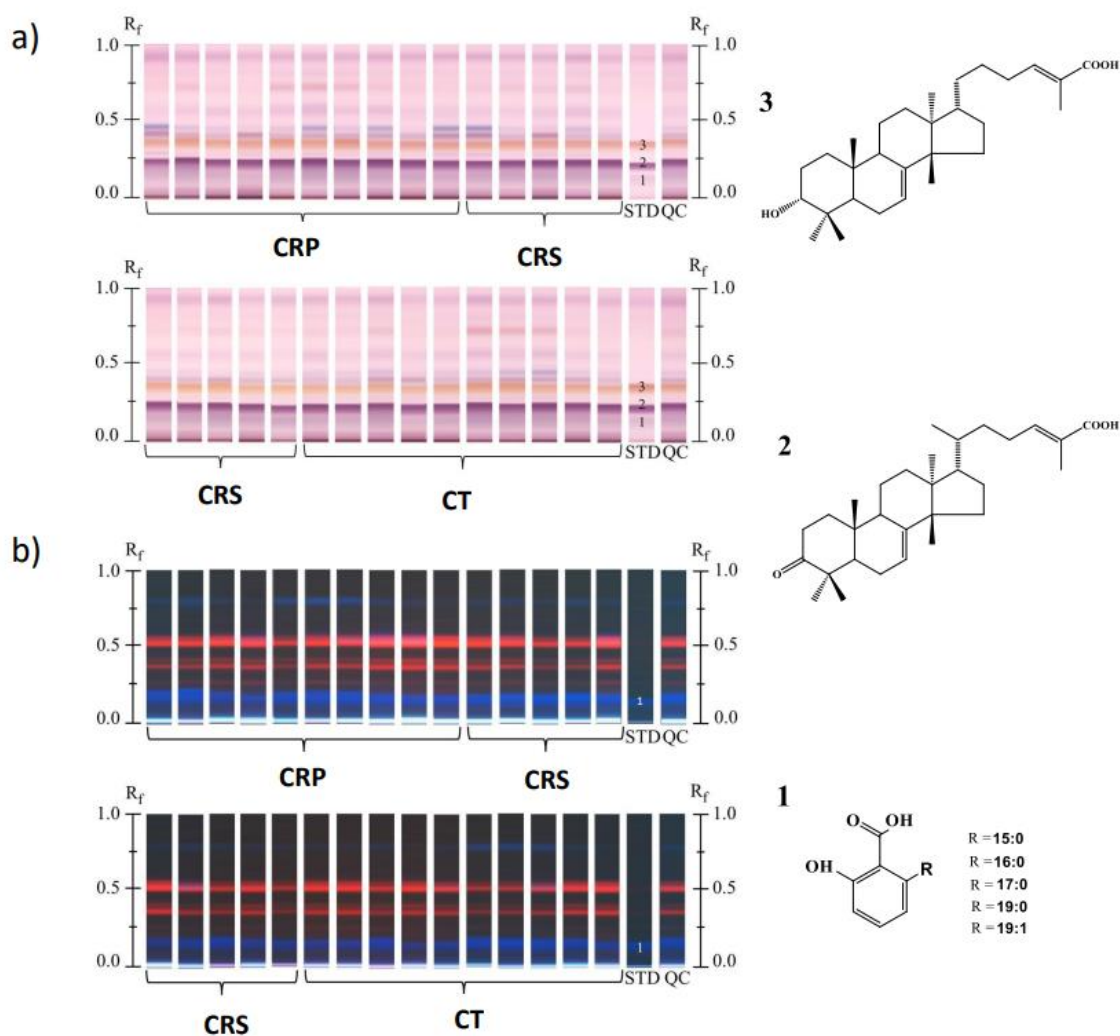 a)
Rf Rf
1.0 1.0
0.5 0.5
0.0 0.0
3
2
1
STD QC
CRP CRS
3
COOH
HO
Rf Rf
1.0 1.0
0.5 0.5
0.0 0.0
3
2
1
STD QC
CRS CT
2
COOH
O
b)
Rf Rf
1.0 1.0
0.5 0.5
0.0 0.0
1
STD QC
CRP CRS
Rf Rf
1.0 1.0
0.5 0.5
0.0 0.0
1
STD QC
CRS CT
1
O OH
OH R
R = 15:0
R = 16:0
R = 17:0
R = 19:0
R = 19:1